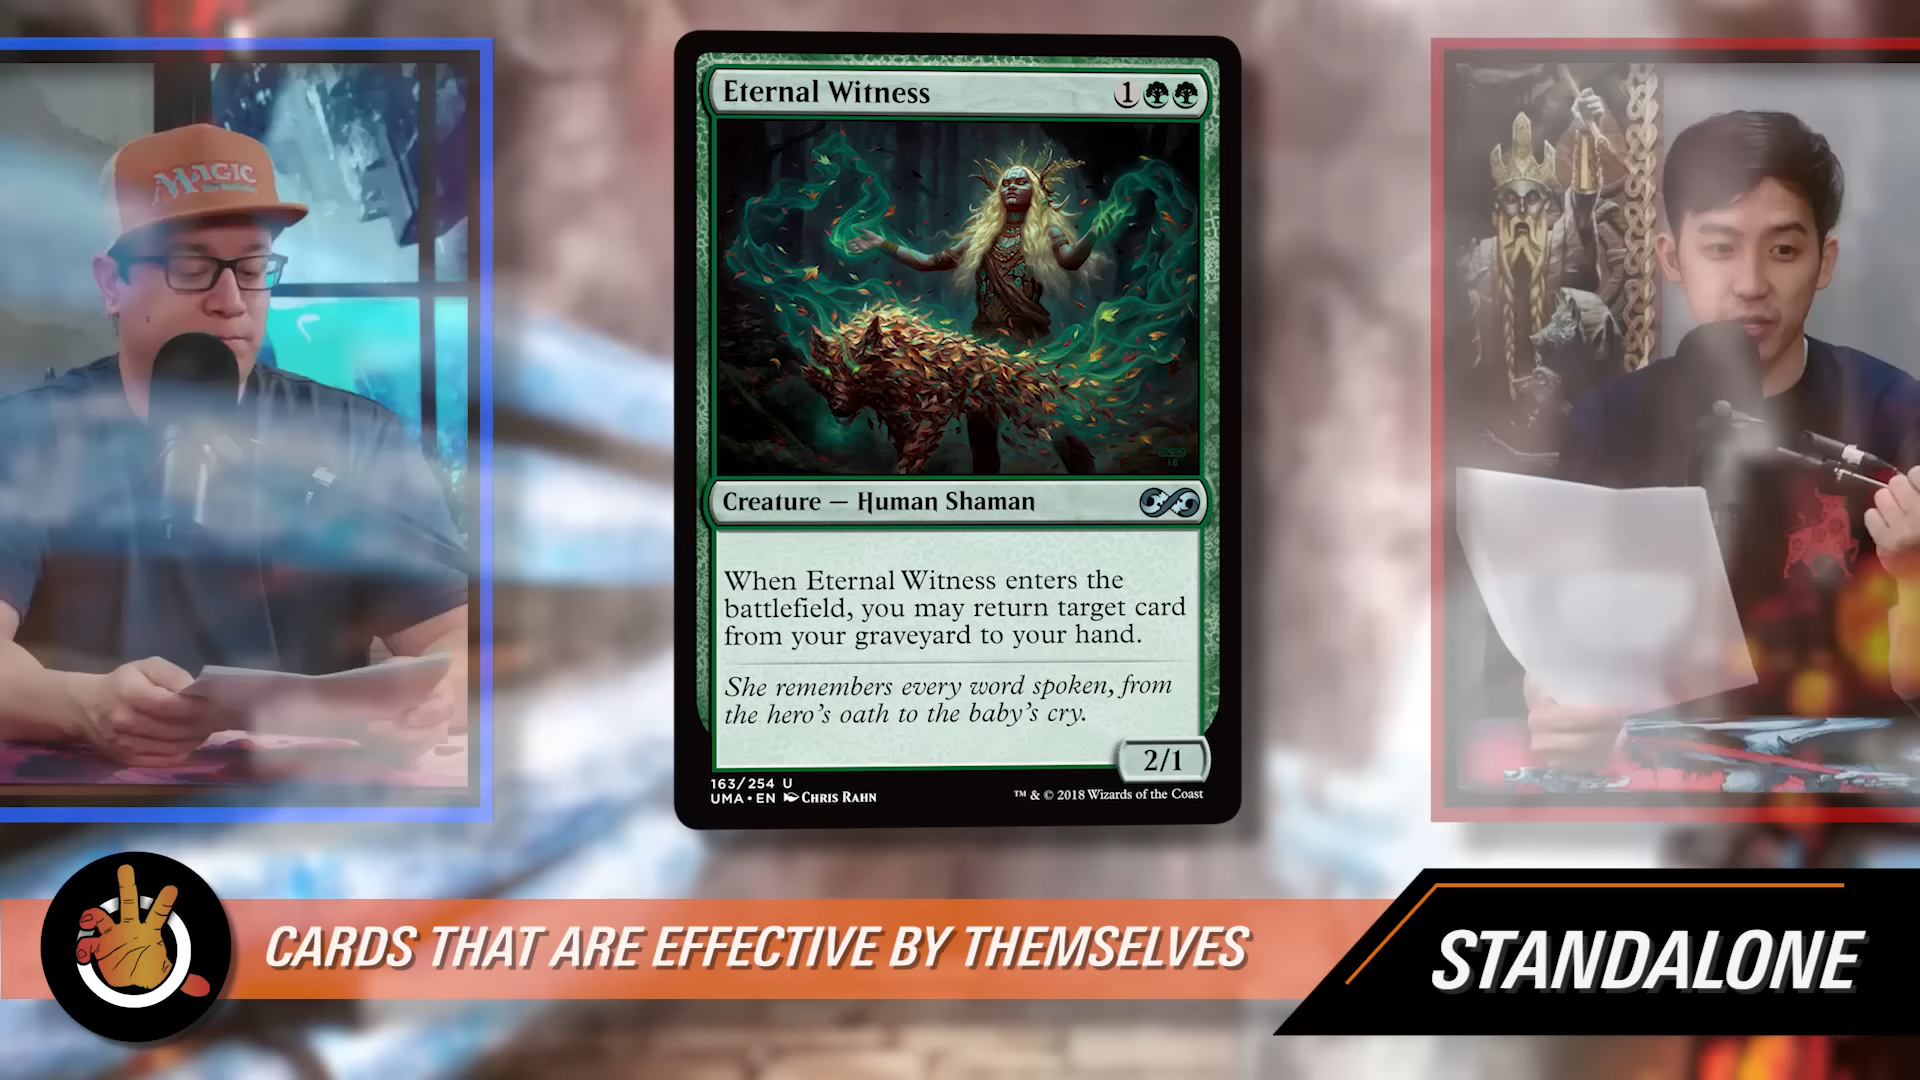 MAGIC
Eternal Witness
1
Creature — Human Shaman
When Eternal Witness enters the
battlefield, you may return target card
from your graveyard to your hand.
She remembers every word spoken, from
the hero's oath to the baby's cry.
2/1
163/254 U
UMA • EN CHRIS RAHN
™ & © 2018 Wizards of the Coast
CARDS THAT ARE EFFECTIVE BY THEMSELVES
STANDALONE